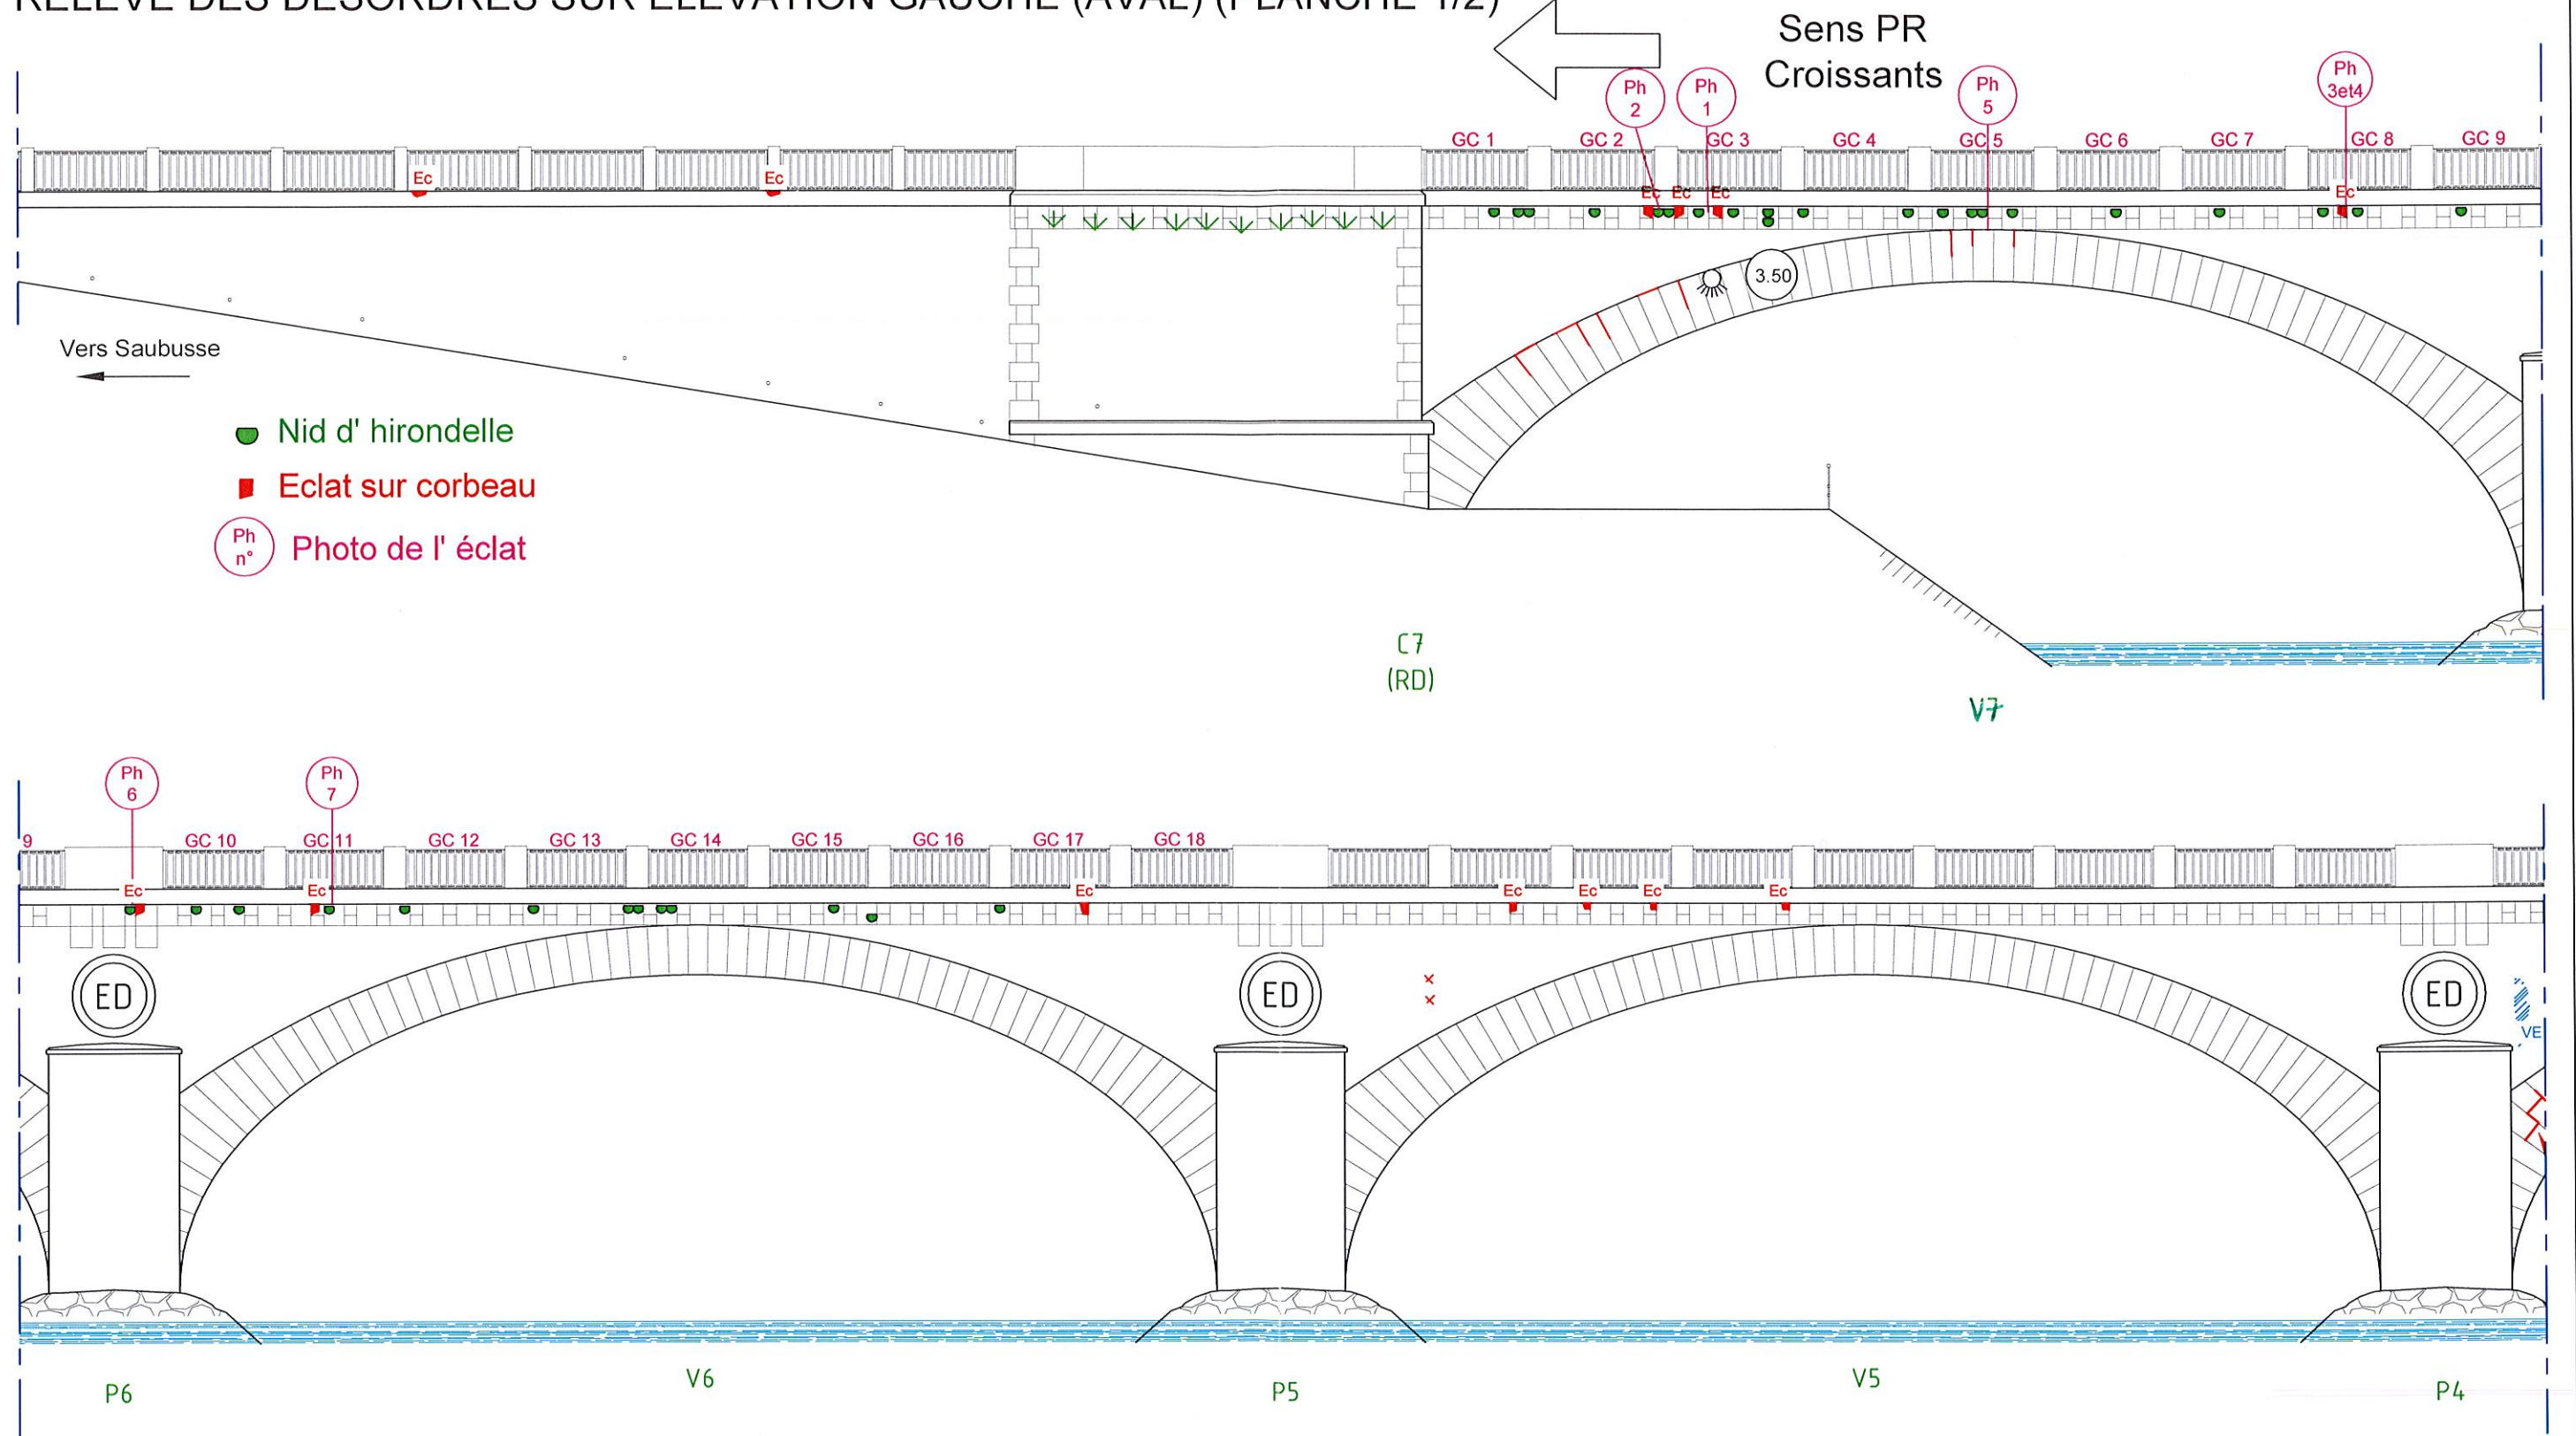 RELEVE DES DESORDRES SUR ELEVATION GAUCHE (AVAL) (PLANCHE 1/2)
Sens PR
Croissants
Ph
2
Ph
1
Ph
5
Ph
3et4
GC 1
GC 2
GC 3
GC 4
GC 5
GC 6
GC 7
GC 8
GC 9
Ec
Ec
Ec
Ec
Ec
Ec
3.50
Vers Saubusse
Nid d' hirondelle
Eclat sur corbeau
Ph
n°
Photo de l' éclat
C7
(RD)
V7
Ph
6
Ph
7
9
GC 10
GC 11
GC 12
GC 13
GC 14
GC 15
GC 16
GC 17
GC 18
Ec
Ec
Ec
Ec
Ec
Ec
Ec
ED
ED
ED
VE
P6
V6
P5
V5
P4